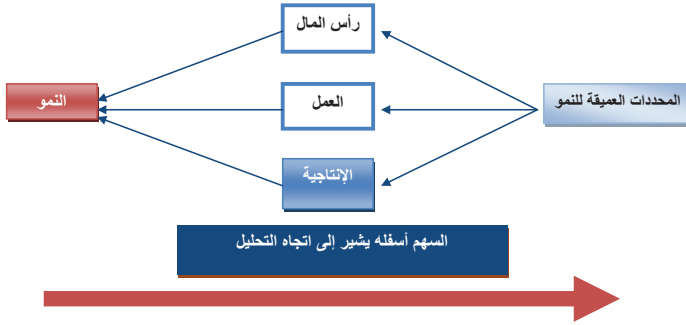 رأس المال
المحددات العميقة للنمو
العمل
النمو
الإنتاجية
السهم أسفله يشير إلى اتجاه التحليل